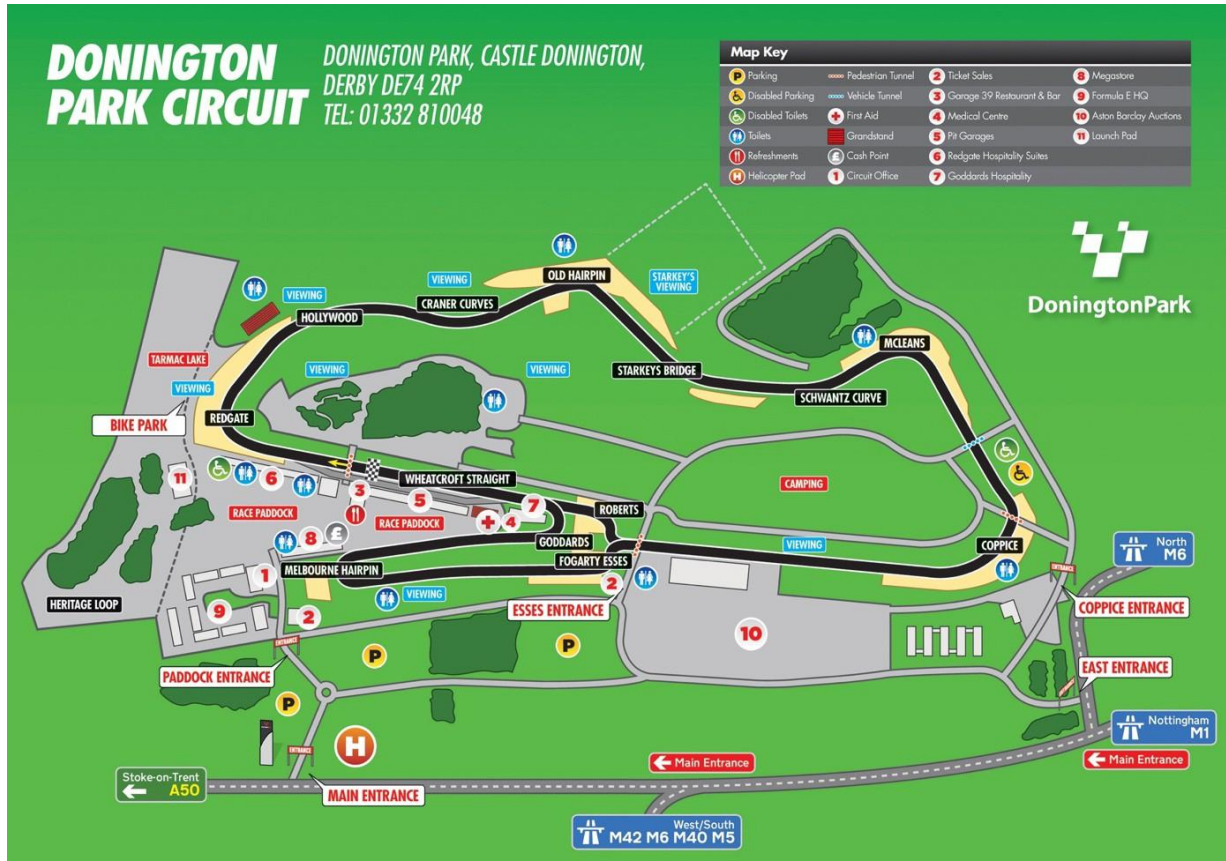 DONINGTON
PARK CIRCUIT
DONINGTON PARK, CASTLE DONINGTON,
DERBY DE74 2RP
TEL: 01332 810048
Map Key
P Parking
Disabled Parking
Disabled Toilets
Toilets
Refreshments
H Helicopter Pad
Pedestrian Tunnel
Vehicle Tunnel
First Aid
Grandstand
£ Cash Point
1 Circuit Office
2 Ticket Sales
3 Garage 39 Restaurant & Bar
4 Medical Centre
5 Pit Garages
6 Redgate Hospitality Suites
7 Goddards Hospitality
8 Megastore
9 Formula E HQ
10 Aston Barclay Auctions
11 Launch Pad
DoningtonPark
OLD HAIRPIN
VIEWING
STARKEY'S
VIEWING
CRANER CURVES
VIEWING
HOLLYWOOD
MCLEANS
TARMAC LAKE
VIEWING
VIEWING
STARKEYS BRIDGE
VIEWING
SCHWANTZ CURVE
REDGATE
BIKE PARK
11
6
WHEATCROFT STRAIGHT
CAMPING
3
5
7
ROBERTS
RACE PADDOCK
RACE PADDOCK
4
8
£
GODDARDS
VIEWING
COPPICE
North
M6
FOGARTY ESSES
1
MELBOURNE HAIRPIN
2
VIEWING
ENTRANCE
HERITAGE LOOP
9
2
ESSES ENTRANCE
COPPICE ENTRANCE
10
ENTRANCE
P
P
PADDOCK ENTRANCE
EAST ENTRANCE
P
H
ENTRANCE
Nottingham
M1
Main Entrance
Main Entrance
Stoke-on-Trent
A50
MAIN ENTRANCE
West/South
M42 M6 M40 M5